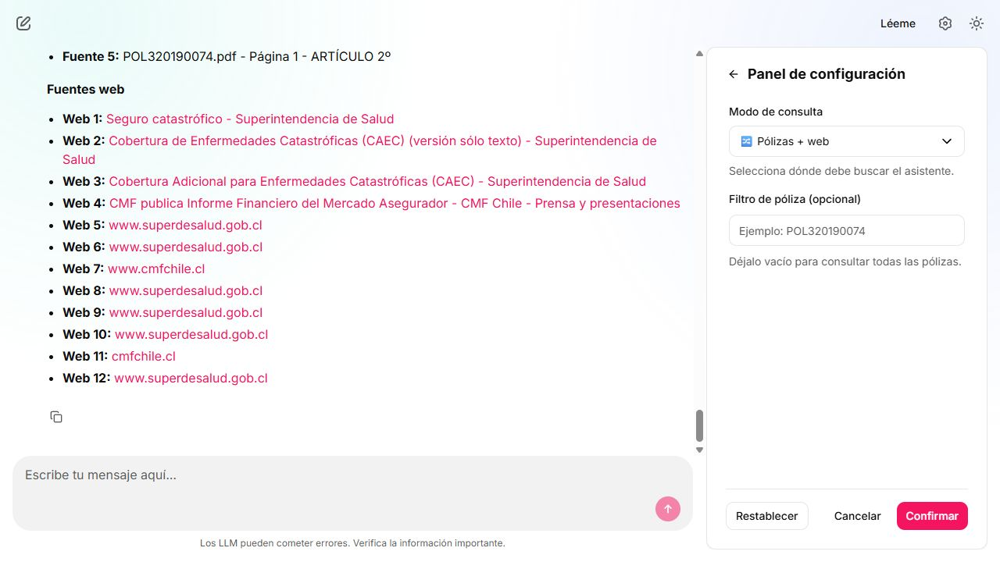 Léeme
Fuente 5: POL320190074.pdf - Página 1 - ARTÍCULO 2º
Fuentes web
Web 1: Seguro catastrófico - Superintendencia de Salud
Web 2: Cobertura de Enfermedades Catastróficas (CAEC) (versión sólo texto) - Superintendencia de
Salud
Web 3: Cobertura Adicional para Enfermedades Catastróficas (CAEC) - Superintendencia de Salud
Web 4: CMF publica Informe Financiero del Mercado Asegurador - CMF Chile - Prensa y presentaciones
Web 5: www.superdesalud.gob.cl
Web 6: www.superdesalud.gob.cl
Web 7: www.cmfchile.cl
Web 8: www.superdesalud.gob.cl
Web 9: www.superdesalud.gob.cl
Web 10: www.superdesalud.gob.cl
Web 11: cmfchile.cl
Web 12: www.superdesalud.gob.cl
Escribe tu mensaje aquí...
Los LLM pueden cometer errores. Verifica la información importante.
Panel de configuración
Modo de consulta
Pólizas + web
Selecciona dónde debe buscar el asistente.
Filtro de póliza (opcional)
Ejemplo: POL320190074
Déjalo vacío para consultar todas las pólizas.
Restablecer
Cancelar
Confirmar